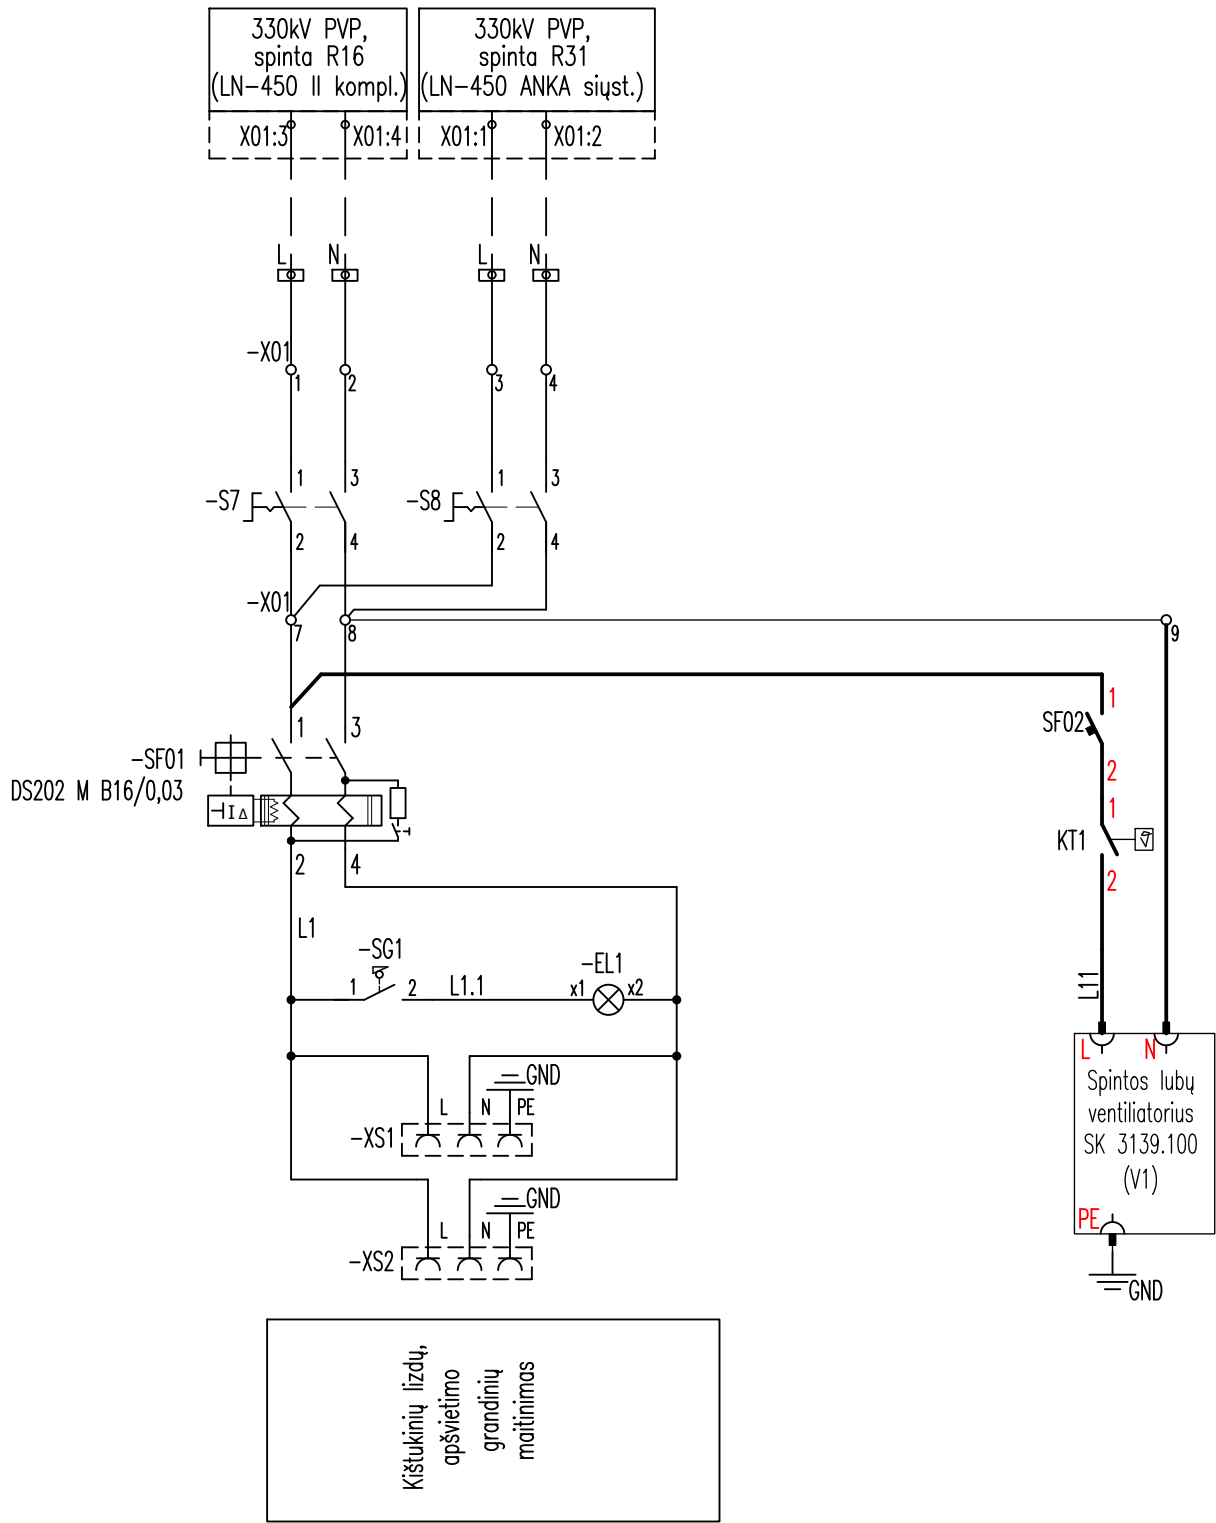 330kV PVP,
spinta R16
(LN-450 II kompl.)
330kV PVP,
spinta R31
(LN-450 ANKA siųst.)
X01:3 X01:4 X01:1 X01:2
L N L N
-X01
1 2 3 4
1 3 1 3
-S7 -S8
2 4 2 4
-X01
7 8 9
1 3
-SF01
DS202 M B16/0,03
I Δ
2 4
L1
-SG1
1 2 L1.1
-EL1
x1 x2
GND
L N PE
-XS1
GND
L N PE
-XS2
1
SF02
2
1
KT1
2
L11
L N
Spintos lubų
ventiliatorius
SK 3139.100
(V1)
PE
GND
Kištukinių lizdų,
apšvietimo
grandinių
maitinimas